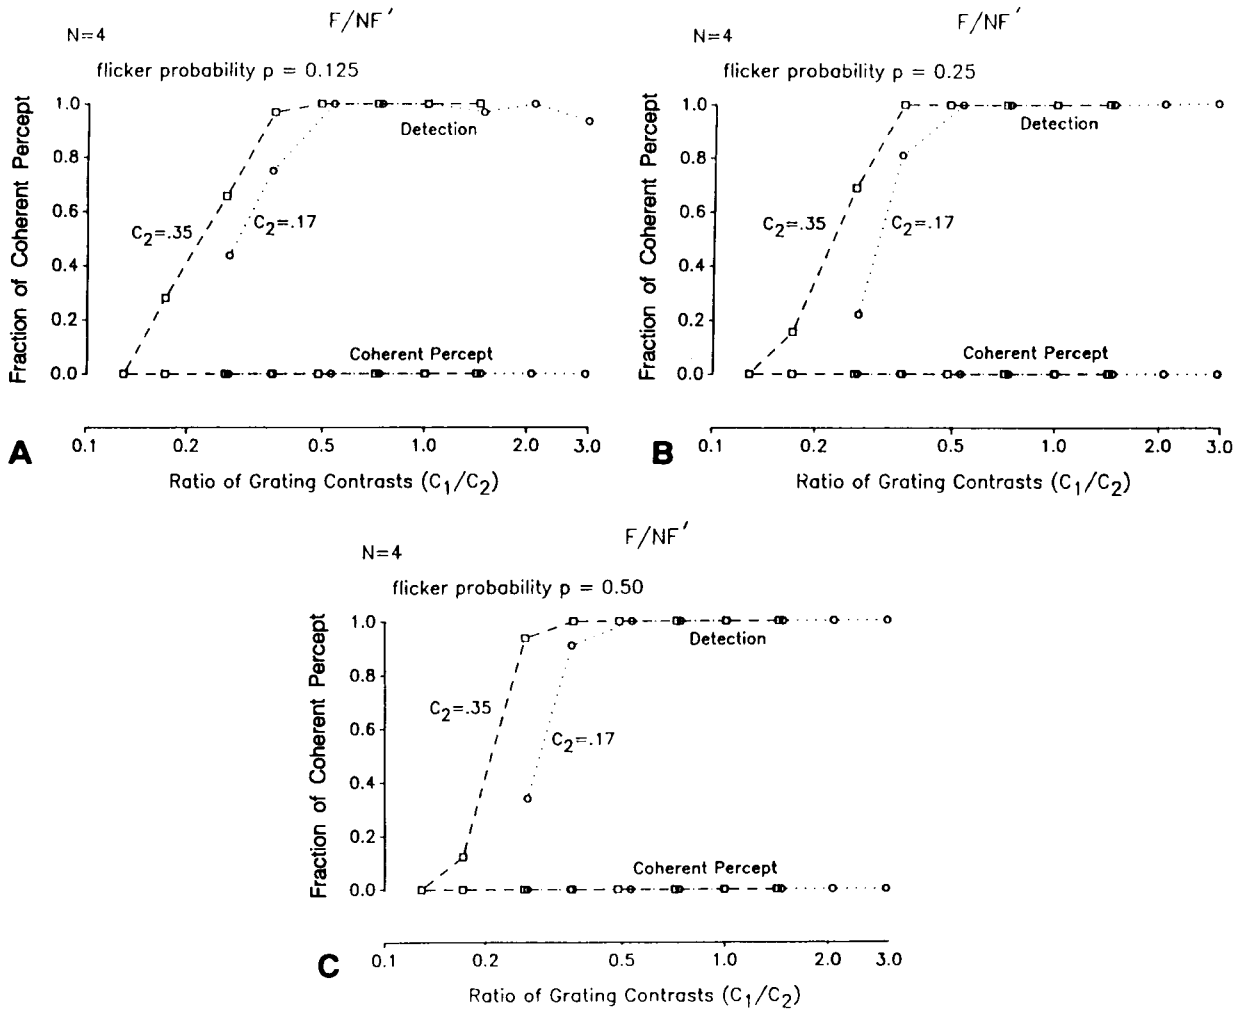 F/NF′
N=4
flicker probability p = 0.125
Fraction of Coherent Percept
1.0
0.8
0.6
0.4
0.2
0.0
Detection
C2=.35
C2=.17
Coherent Percept
0.1 0.2 0.5 1.0 2.0 3.0
A
Ratio of Grating Contrasts (C1/C2)
F/NF′
N=4
flicker probability p = 0.25
Fraction of Coherent Percept
1.0
0.8
0.6
0.4
0.2
0.0
Detection
C2=.35
C2=.17
Coherent Percept
0.1 0.2 0.5 1.0 2.0 3.0
B
Ratio of Grating Contrasts (C1/C2)
F/NF′
N=4
flicker probability p = 0.50
Fraction of Coherent Percept
1.0
0.8
0.6
0.4
0.2
0.0
Detection
C2=.35
C2=.17
Coherent Percept
0.1 0.2 0.5 1.0 2.0 3.0
C
Ratio of Grating Contrasts (C1/C2)